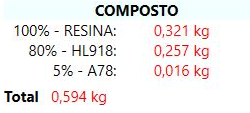 COMPOSTO
100% - RESINA: 0,321 kg
80% - HL918: 0,257 kg
5% - A78: 0,016 kg
Total 0,594 kg